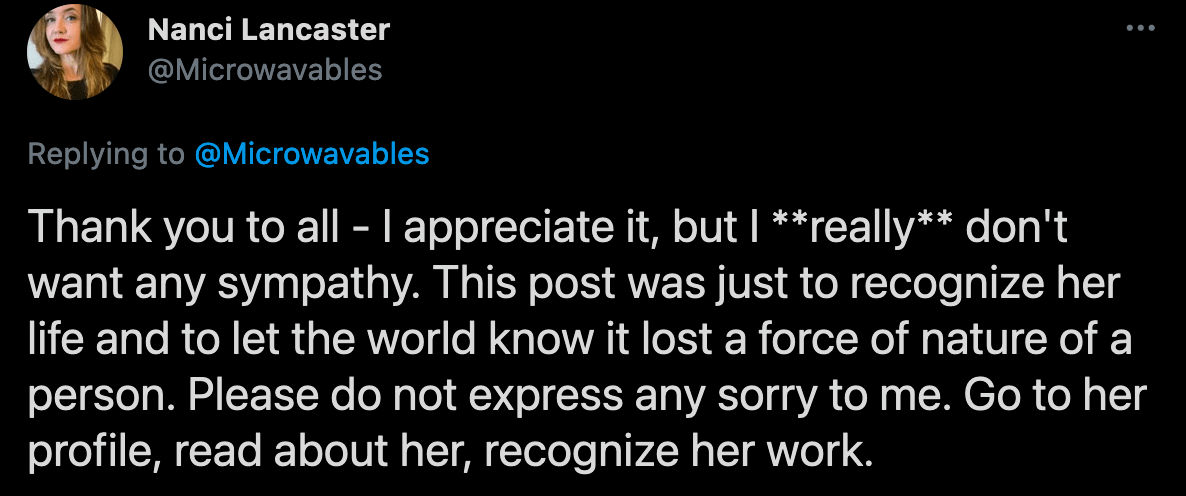 Nanci Lancaster
@Microwavables
Replying to @Microwavables
Thank you to all - I appreciate it, but I **really** don't
want any sympathy. This post was just to recognize her
life and to let the world know it lost a force of nature of a
person. Please do not express any sorry to me. Go to her
profile, read about her, recognize her work.